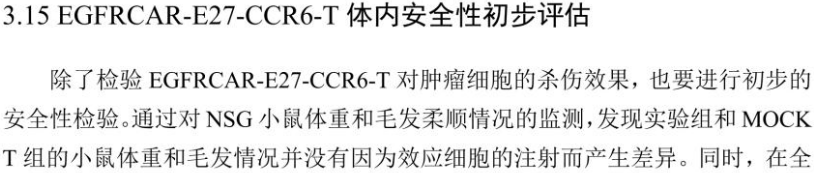 3.15 EGFRCAR-E27-CCR6-T 体内安全性初步评估
除了检验 EGFRCAR-E27-CCR6-T 对肿瘤细胞的杀伤效果，也要进行初步的
安全性检验。通过对 NSG 小鼠体重和毛发柔顺情况的监测，发现实验组和 MOCK
T 组的小鼠体重和毛发情况并没有因为效应细胞的注射而产生差异。同时，在全